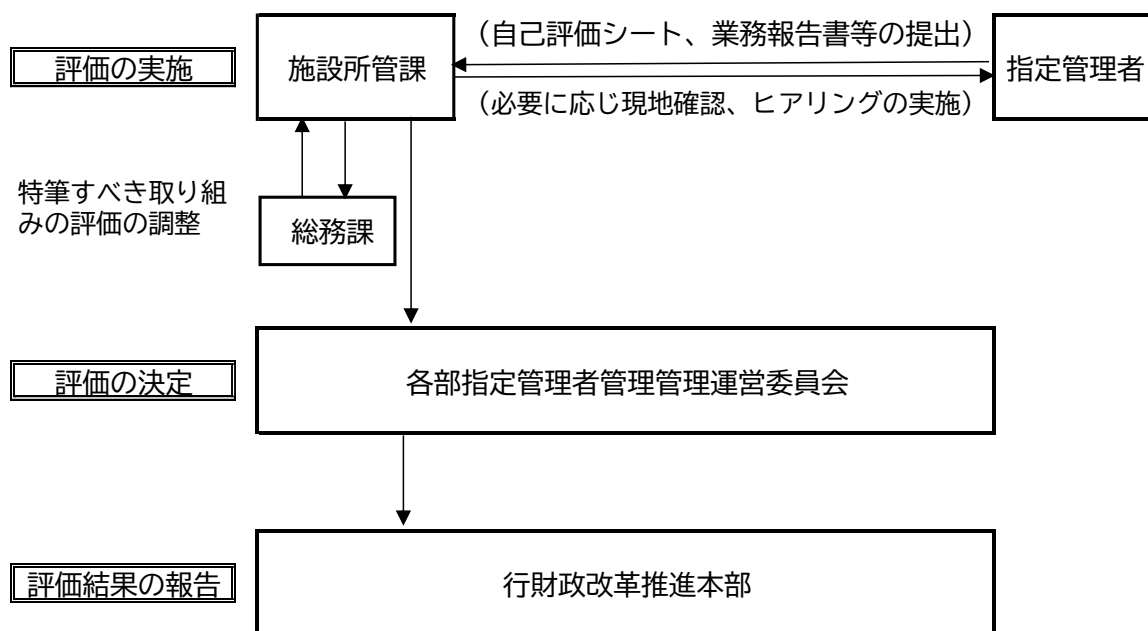 評価の実施
施設所管課
（自己評価シート、業務報告書等の提出）
（必要に応じ現地確認、ヒアリングの実施）
指定管理者
特筆すべき取り組
みの評価の調整
総務課
評価の決定
各部指定管理者管理管理運営委員会
評価結果の報告
行財政改革推進本部